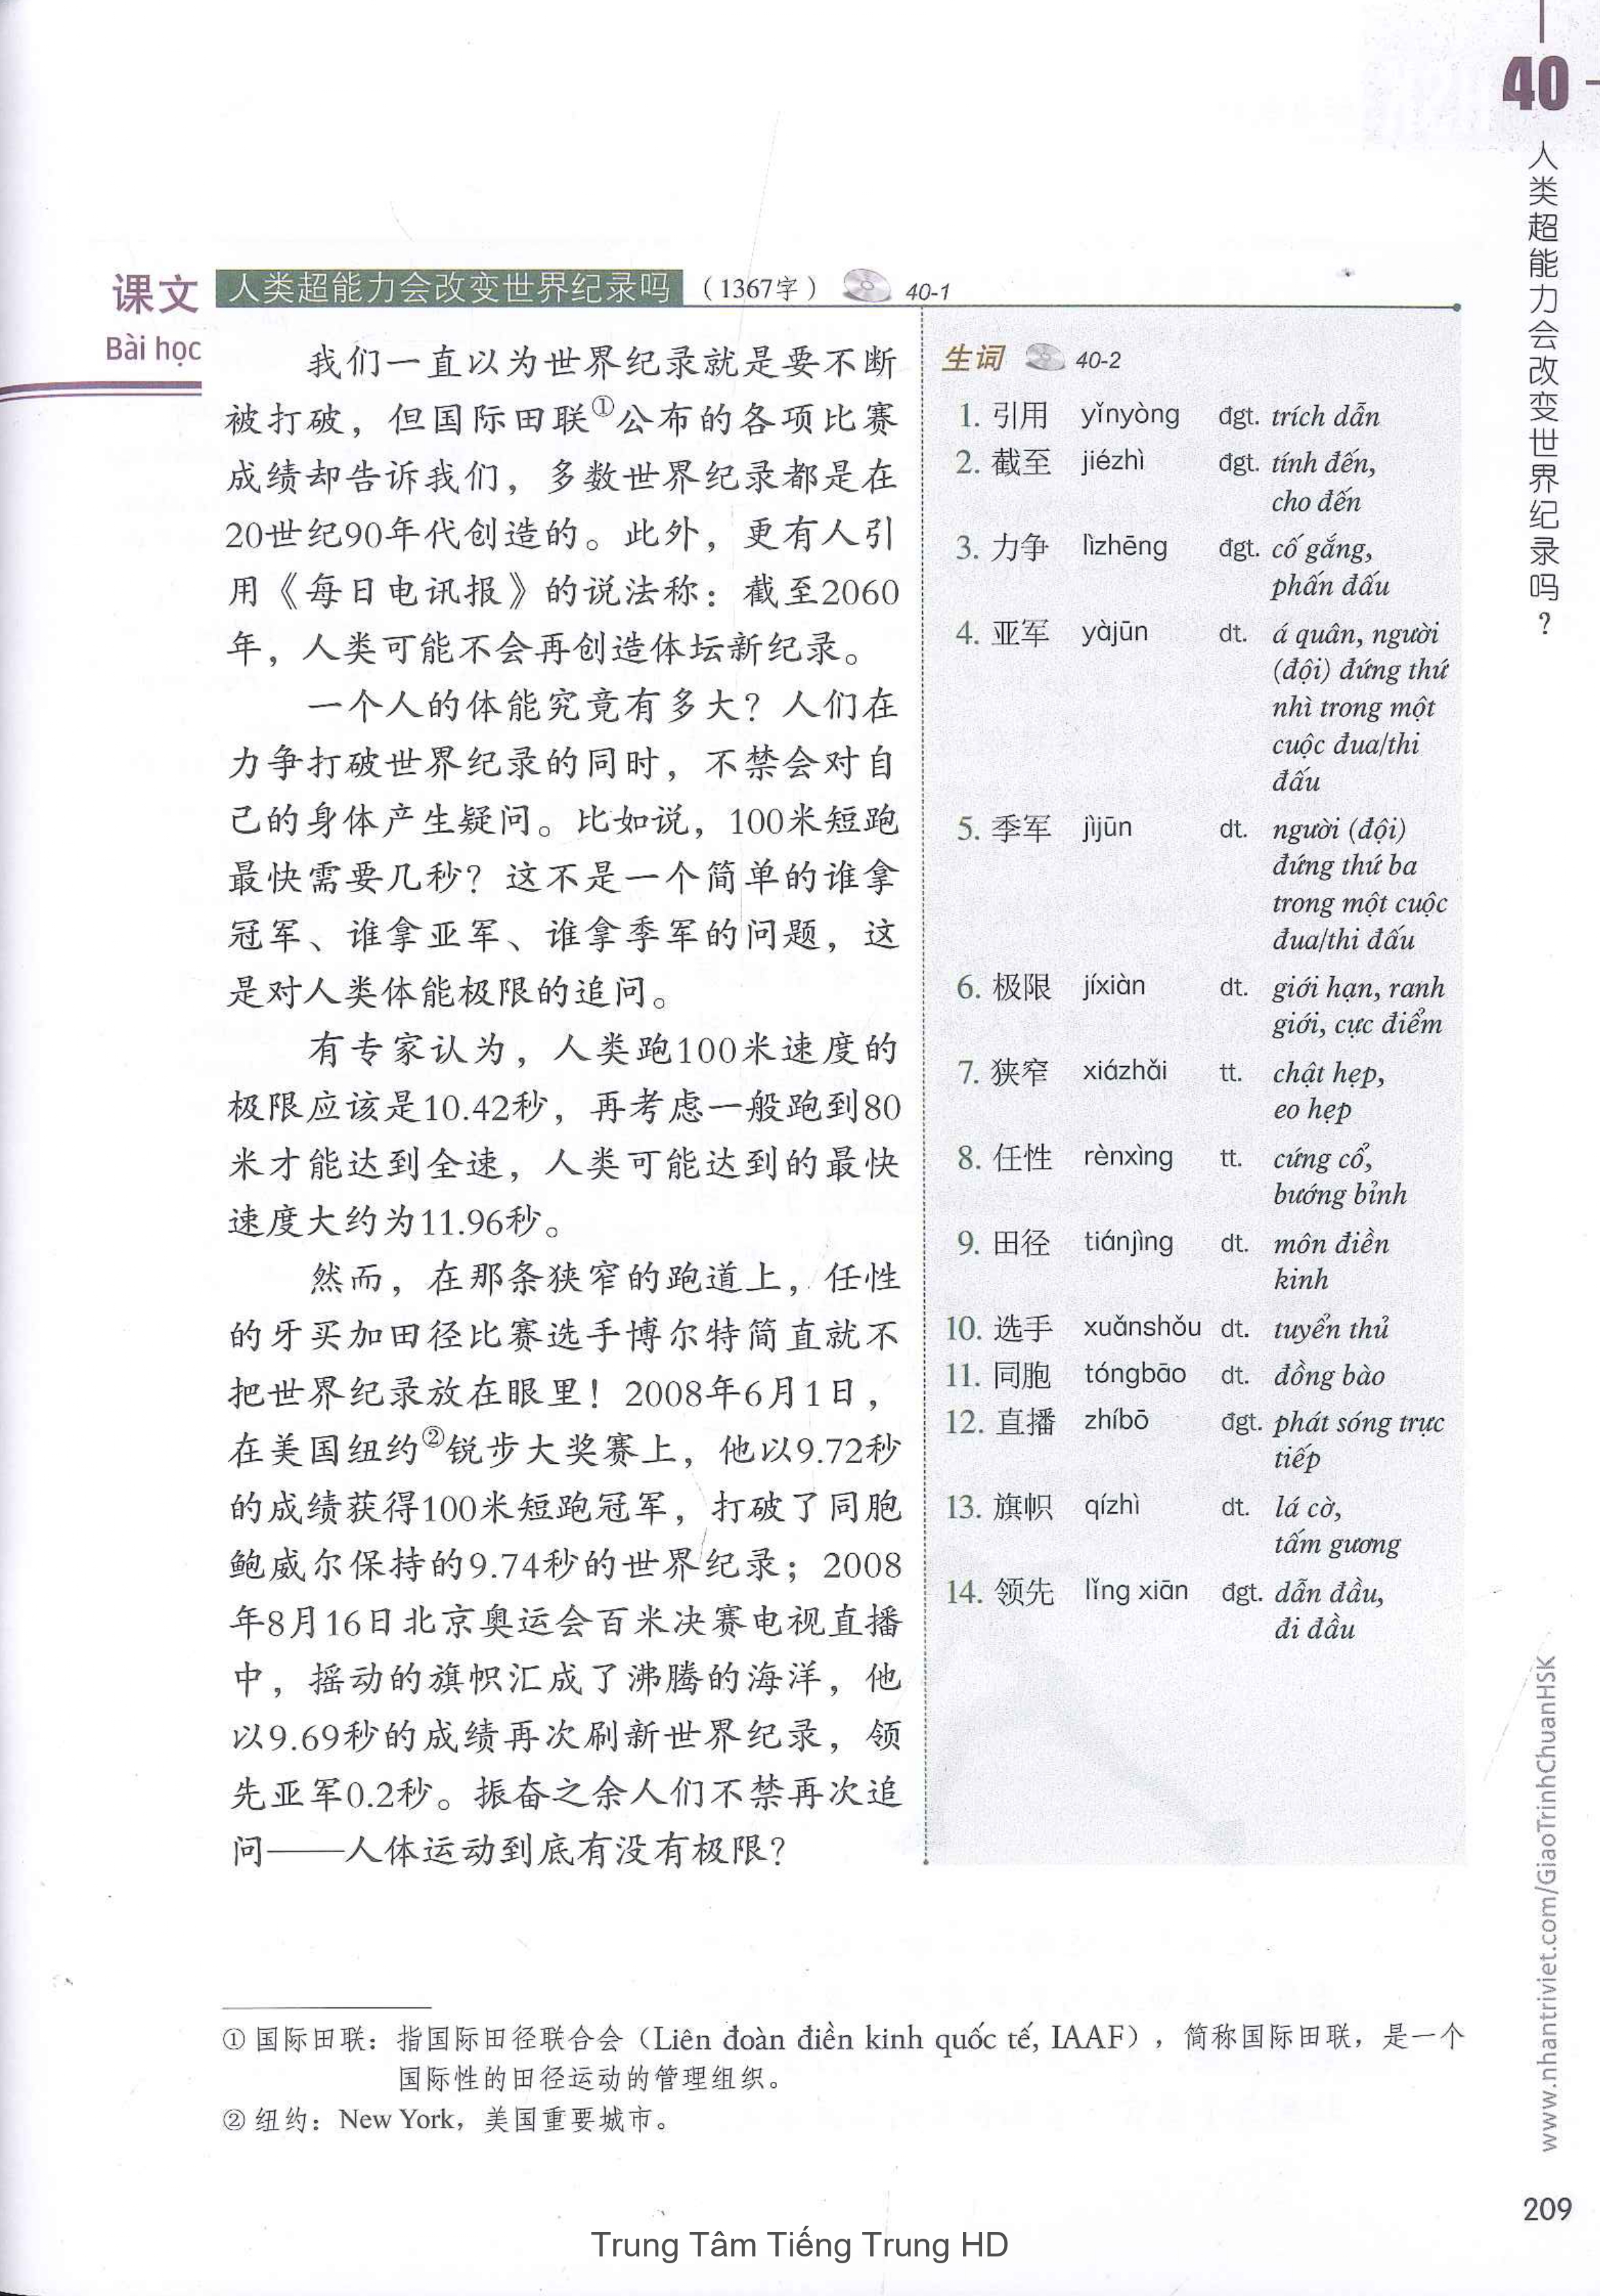 40
人类超能力会改变世界纪录吗？
课文 人类超能力会改变世界纪录吗 （1367字） 40-1
Bài học
我们一直以为世界纪录就是要不断
被打破，但国际田联①公布的各项比赛
成绩却告诉我们，多数世界纪录都是在
20世纪90年代创造的。此外，更有人引
用《每日电讯报》的说法称：截至2060
年，人类可能不会再创造体坛新纪录。
一个人的体能究竟有多大？人们在
力争打破世界纪录的同时，不禁会对自
己的身体产生疑问。比如说，100米短跑
最快需要几秒？这不是一个简单的谁拿
冠军、谁拿亚军、谁拿季军的问题，这
是对人类体能极限的追问。
有专家认为，人类跑100米速度的
极限应该是10.42秒，再考虑一般跑到80
米才能达到全速，人类可能达到的最快
速度大约为11.96秒。
然而，在那条狭窄的跑道上，任性
的牙买加田径比赛选手博尔特简直就不
把世界纪录放在眼里！2008年6月1日，
在美国纽约②锐步大奖赛上，他以9.72秒
的成绩获得100米短跑冠军，打破了同胞
鲍威尔保持的9.74秒的世界纪录；2008
年8月16日北京奥运会百米决赛电视直播
中，摇动的旗帜汇成了沸腾的海洋，他
以9.69秒的成绩再次刷新世界纪录，领
先亚军0.2秒。振奋之余人们不禁再次追
问——人体运动到底有没有极限？
生词 40-2
1. 引用 yǐnyòng đgt. trích dẫn
2. 截至 jiézhì đgt. tính đến,
cho đến
3. 力争 lìzhēng đgt. cố gắng,
phấn đấu
4. 亚军 yàjūn dt. á quân, người
(đội) đứng thứ
nhì trong một
cuộc đua/thi
đấu
5. 季军 jìjūn dt. người (đội)
đứng thứ ba
trong một cuộc
đua/thi đấu
6. 极限 jíxiàn dt. giới hạn, ranh
giới, cực điểm
7. 狭窄 xiázhǎi tt. chật hẹp,
eo hẹp
8. 任性 rènxìng tt. cứng cổ,
bướng bỉnh
9. 田径 tiánjìng dt. môn điền
kinh
10. 选手 xuǎnshǒu dt. tuyển thủ
11. 同胞 tóngbāo dt. đồng bào
12. 直播 zhíbō đgt. phát sóng trực
tiếp
13. 旗帜 qízhì dt. lá cờ,
tấm gương
14. 领先 lǐng xiān đgt. dẫn đầu,
đi đầu
① 国际田联：指国际田径联合会（Liên đoàn điền kinh quốc tế, IAAF），简称国际田联，是一个
国际性的田径运动的管理组织。
② 纽约：New York，美国重要城市。
www.nhantriviet.com/GiaoTrinhChuanHSK
209
Trung Tâm Tiếng Trung HD